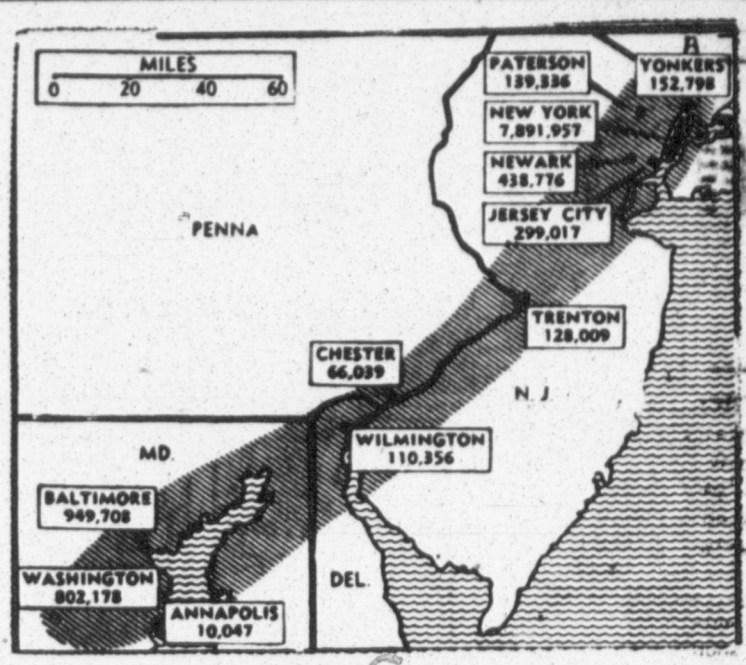 MILES
0 20 40 60
PATERSON
139,336
YONKERS
152,798
NEW YORK
7,891,957
NEWARK
438,776
JERSEY CITY
299,017
PENNA
TRENTON
128,009
CHESTER
66,039
N. J.
WILMINGTON
110,356
MD.
BALTIMORE
949,708
WASHINGTON
802,178
DEL.
ANNAPOLIS
10,047